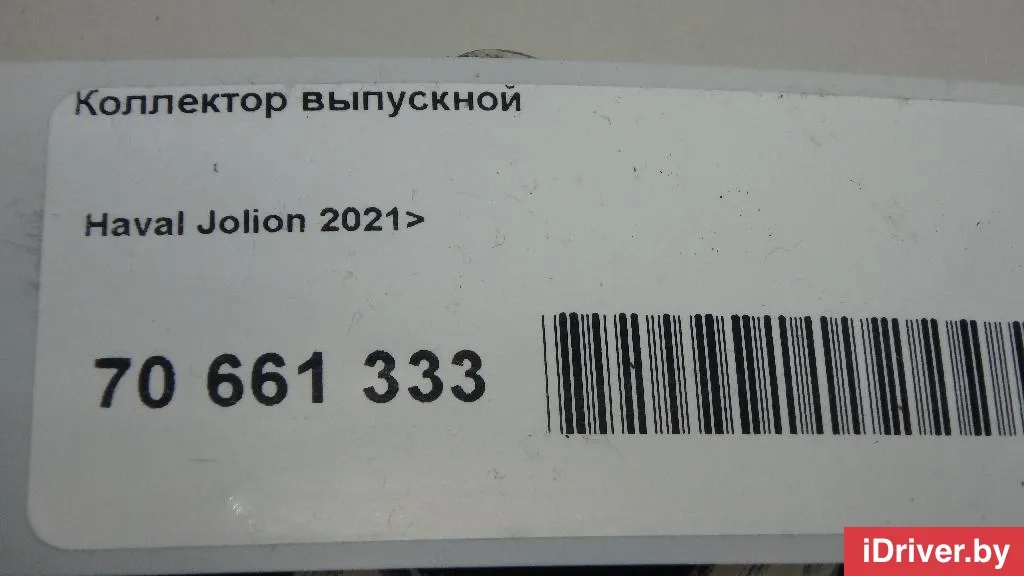 Коллектор выпускной
Haval Jolion 2021>
70 661 333
iDriver.by